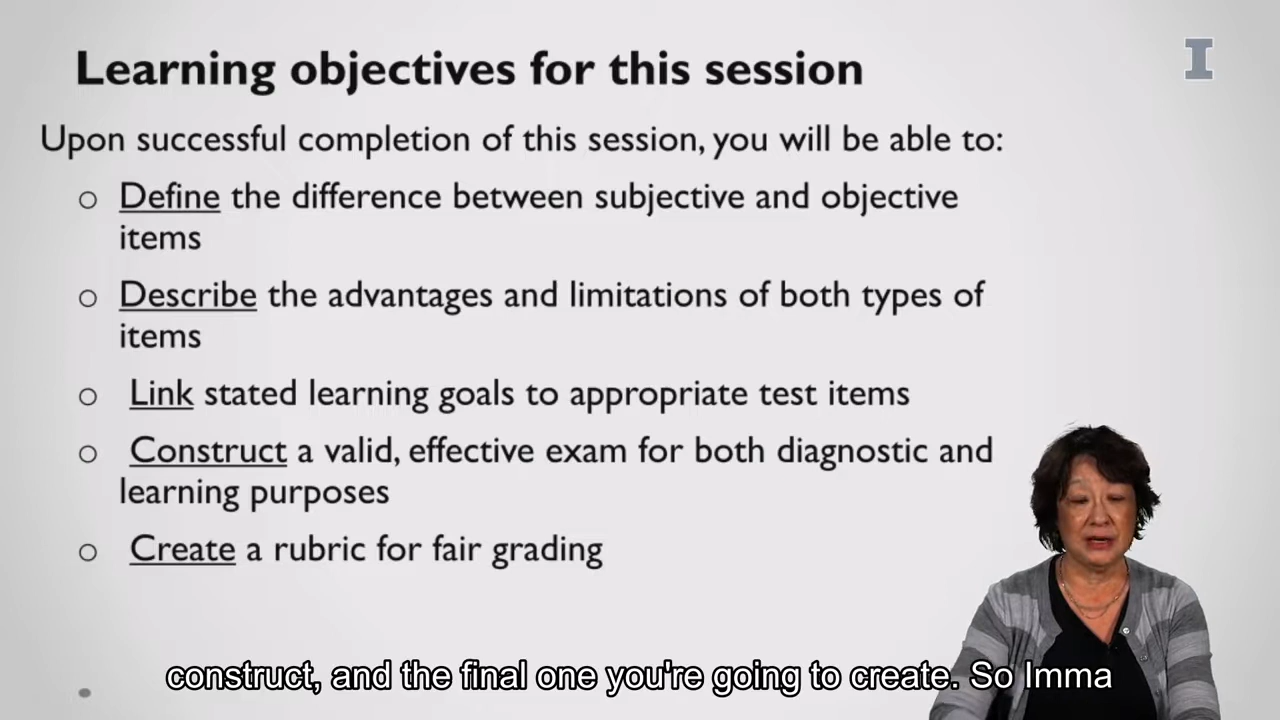 Learning objectives for this session
I
Upon successful completion of this session, you will be able to:
Define the difference between subjective and objective
items
Describe the advantages and limitations of both types of
items
Link stated learning goals to appropriate test items
Construct a valid, effective exam for both diagnostic and
learning purposes
Create a rubric for fair grading
construct, and the final one you're going to create. So Imma